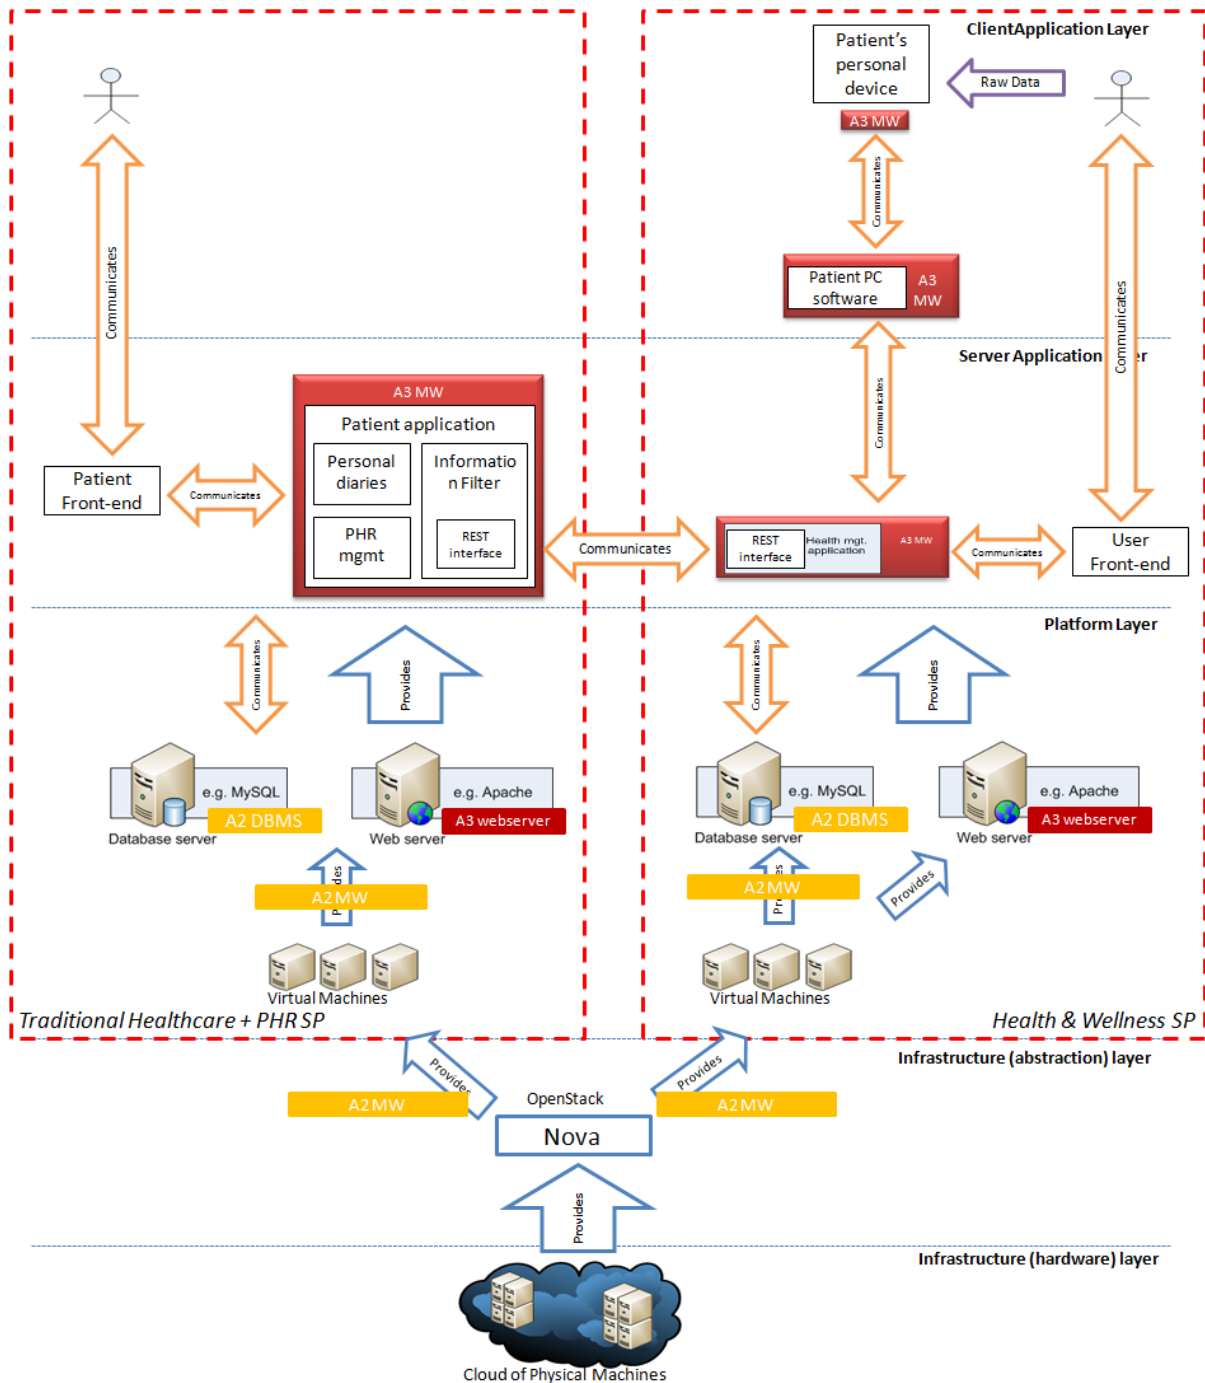 ClientApplication Layer
Patient's
personal
device
Raw Data
A3 MW
Communicates
Communicates
Communicates
Patient PC
software
A3
MW
Server Application
A3 MW
Patient application
Personal
diaries
Informatio
n Filter
PHR
mgmt
REST
interface
Patient
Front-end
Communicates
Communicates
Communicates
REST
interface
Health mgt.
application
A3 MW
Communicates
User
Front-end
Platform Layer
Communicates
Provides
Communicates
Provides
e.g. MySQL
A2 DBMS
Database server
e.g. Apache
A3 webserver
Web server
e.g. MySQL
A2 DBMS
Database server
e.g. Apache
A3 webserver
Web server
Provides
A2 MW
Provides
A2 MW
Provides
Virtual Machines
Virtual Machines
Traditional Healthcare + PHR SP
Health & Wellness SP
Infrastructure (abstraction) layer
Provides
A2 MW
Provides
A2 MW
OpenStack
Nova
Provides
Infrastructure (hardware) layer
Cloud of Physical Machines